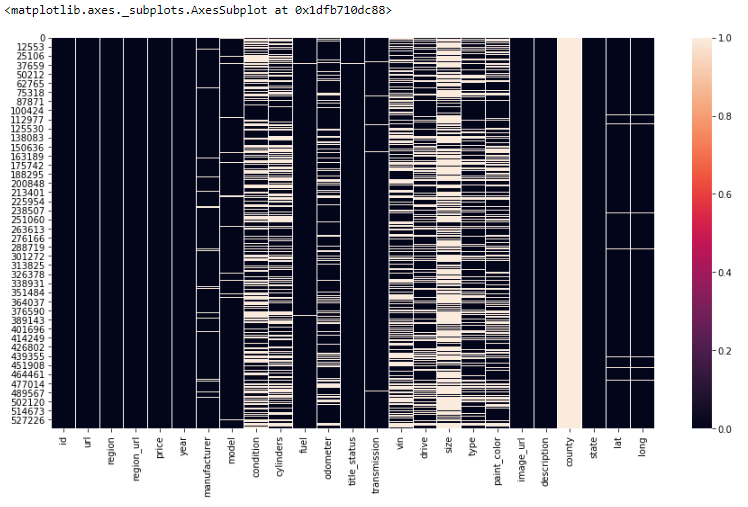 <matplotlib.axes._subplots.AxesSubplot at 0x1dfb710dc88>
0
12553
25106
37659
50212
62765
75318
87871
100424
112977
125530
138083
150636
163189
175742
188295
200848
213401
225954
238507
251060
263613
276166
288719
301272
313825
326378
338931
351484
364037
376590
389143
401696
414249
426802
439355
451908
464461
477014
489567
502120
514673
527226
id
url
region
region_url
price
year
manufacturer
model
condition
cylinders
fuel
odometer
title_status
transmission
vin
drive
size
type
paint_color
image_url
description
county
state
lat
long
1.0
0.8
0.6
0.4
0.2
0.0